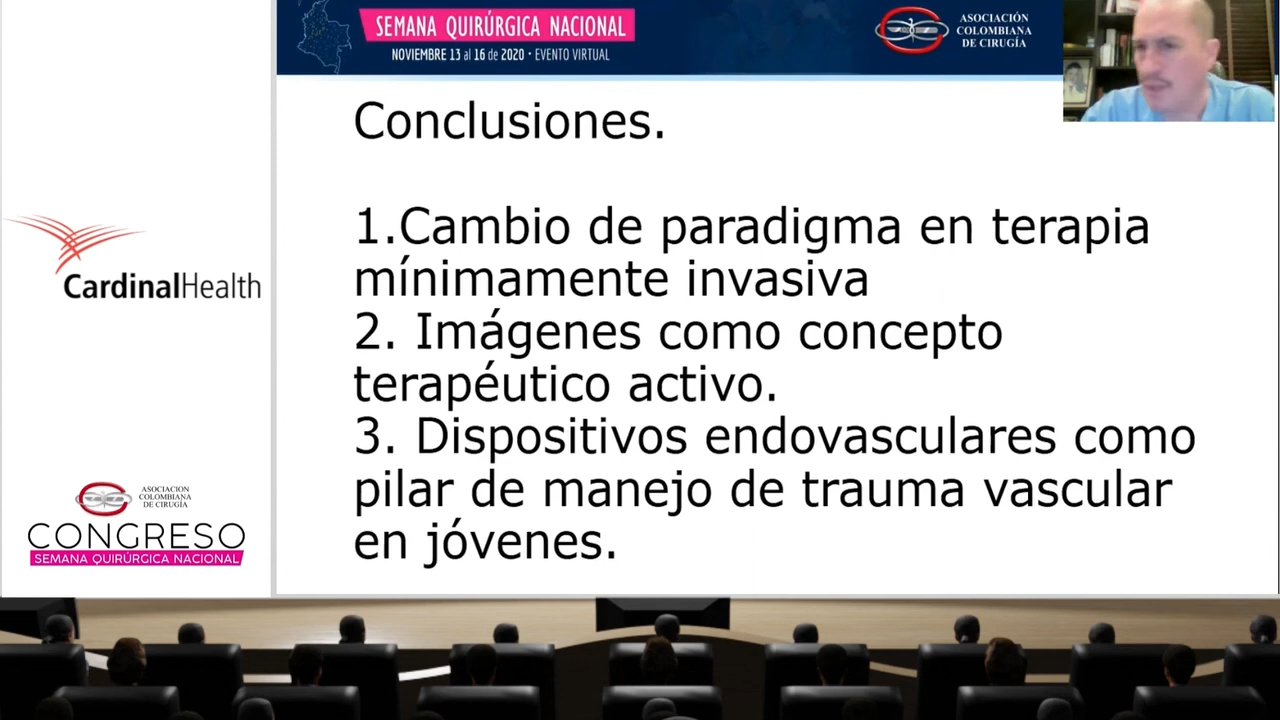 SEMANA QUIRÚRGICA NACIONAL
NOVIEMBRE 13 al 16 de 2020 • EVENTO VIRTUAL
ASOCIACIÓN
COLOMBIANA
DE CIRUGÍA
Conclusiones.
1.Cambio de paradigma en terapia
mínimamente invasiva
2. Imágenes como concepto
terapéutico activo.
3. Dispositivos endovasculares como
pilar de manejo de trauma vascular
en jóvenes.
CardinalHealth
ASOCIACION
COLOMBIANA
DE CIRUGÍA
CONGRESO
SEMANA QUIRÚRGICA NACIONAL